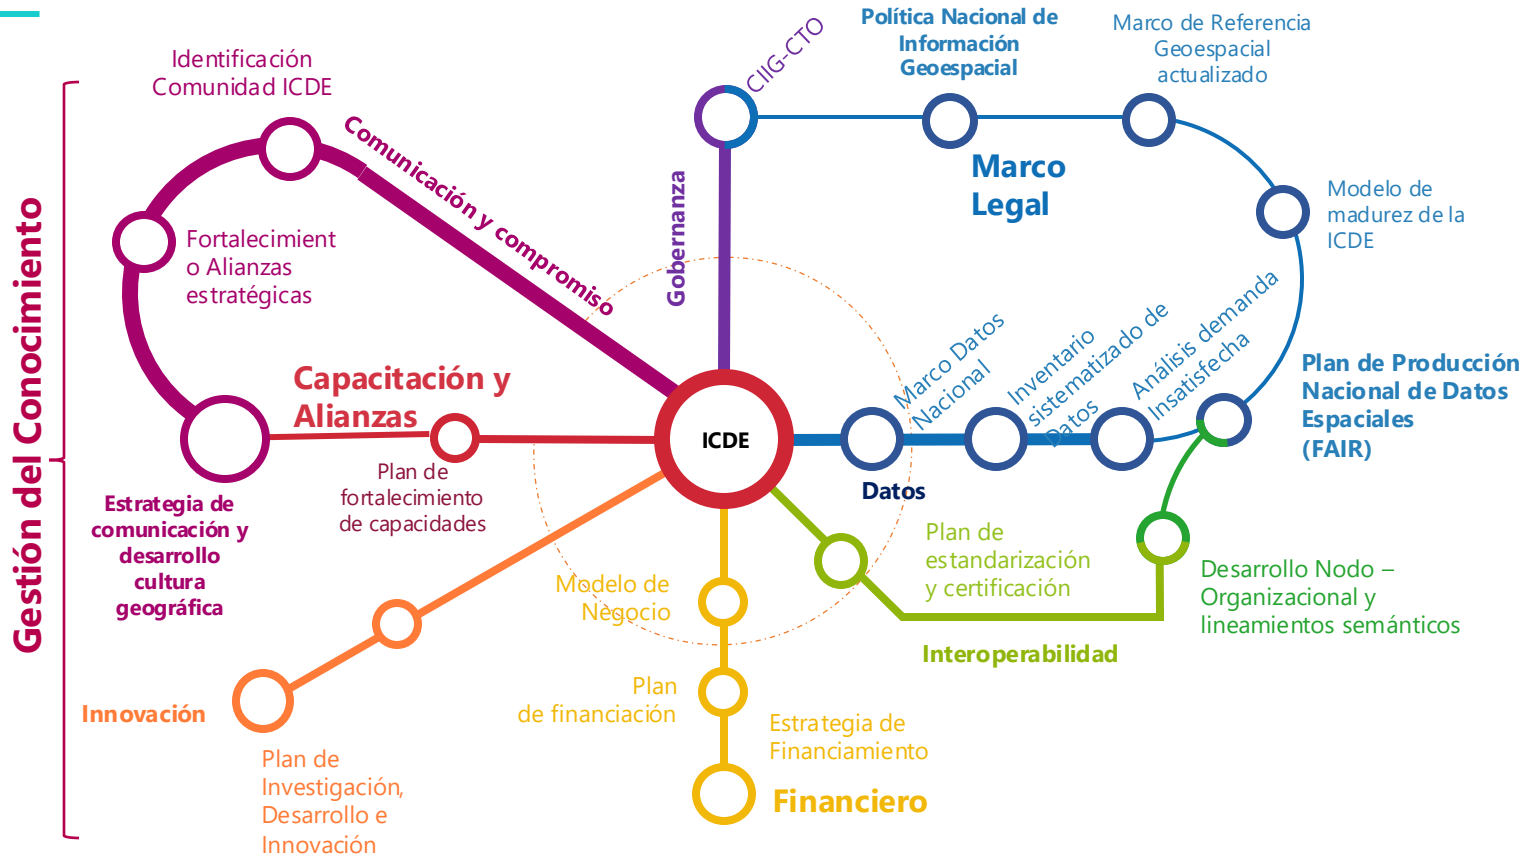 Gestión del Conocimiento
Identificación
Comunidad ICDE
Comunicación y compromiso
Fortalecimient
o Alianzas
estratégicas
Capacitación y
Alianzas
Plan de
fortalecimiento
de capacidades
Estrategia de
comunicación y
desarrollo
cultura
geográfica
Innovación
Plan de
Investigación,
Desarrollo e
Innovación
CIIG-CTO
Gobernanza
Política Nacional de
Información
Geoespacial
Marco de Referencia
Geoespacial
actualizado
Marco
Legal
Modelo de
madurez de la
ICDE
ICDE
Marco Datos
Nacional
Inventario
sistematizado de
Datos
Análisis demanda
Insatisfecha
Plan de Producción
Nacional de Datos
Espaciales
(FAIR)
Datos
Plan de
estandarización
y certificación
Desarrollo Nodo –
Organizacional y
lineamientos semánticos
Interoperabilidad
Modelo de
Negocio
Plan
de financiación
Estrategia de
Financiamiento
Financiero